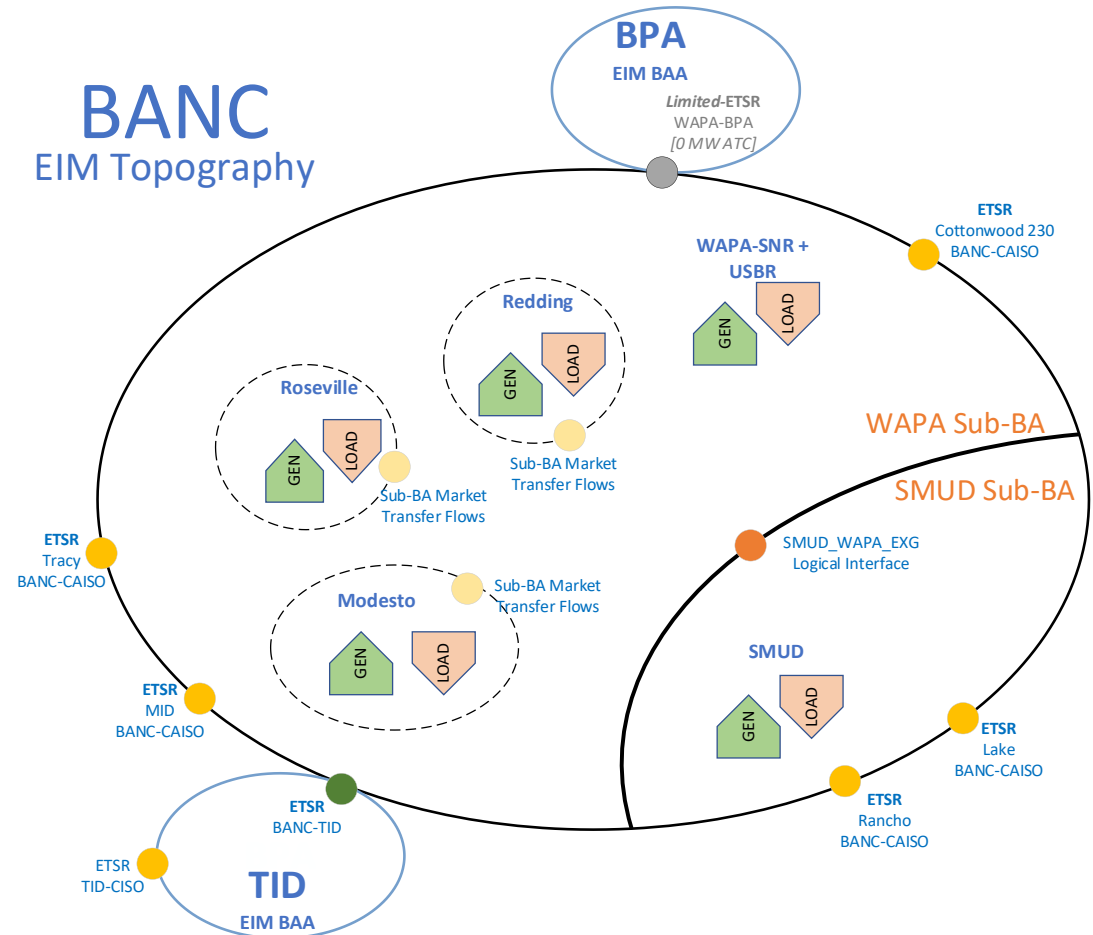 BPA
EIM BAA
Limited-ETSR
WAPA-BPA
[0 MW ATC]
BANC
EIM Topography
ETSR
Cottonwood 230
BANC-CAISO
WAPA-SNR +
USBR
GEN
LOAD
Redding
GEN
LOAD
Sub-BA Market
Transfer Flows
Roseville
GEN
LOAD
Sub-BA Market
Transfer Flows
WAPA Sub-BA
SMUD Sub-BA
ETSR
Tracy
BANC-CAISO
SMUD_WAPA_EXG
Logical Interface
Modesto
Sub-BA Market
Transfer Flows
GEN
LOAD
SMUD
GEN
LOAD
ETSR
MID
BANC-CAISO
ETSR
Lake
BANC-CAISO
ETSR
Rancho
BANC-CAISO
ETSR
BANC-TID
ETSR
TID-CISO
TID
EIM BAA